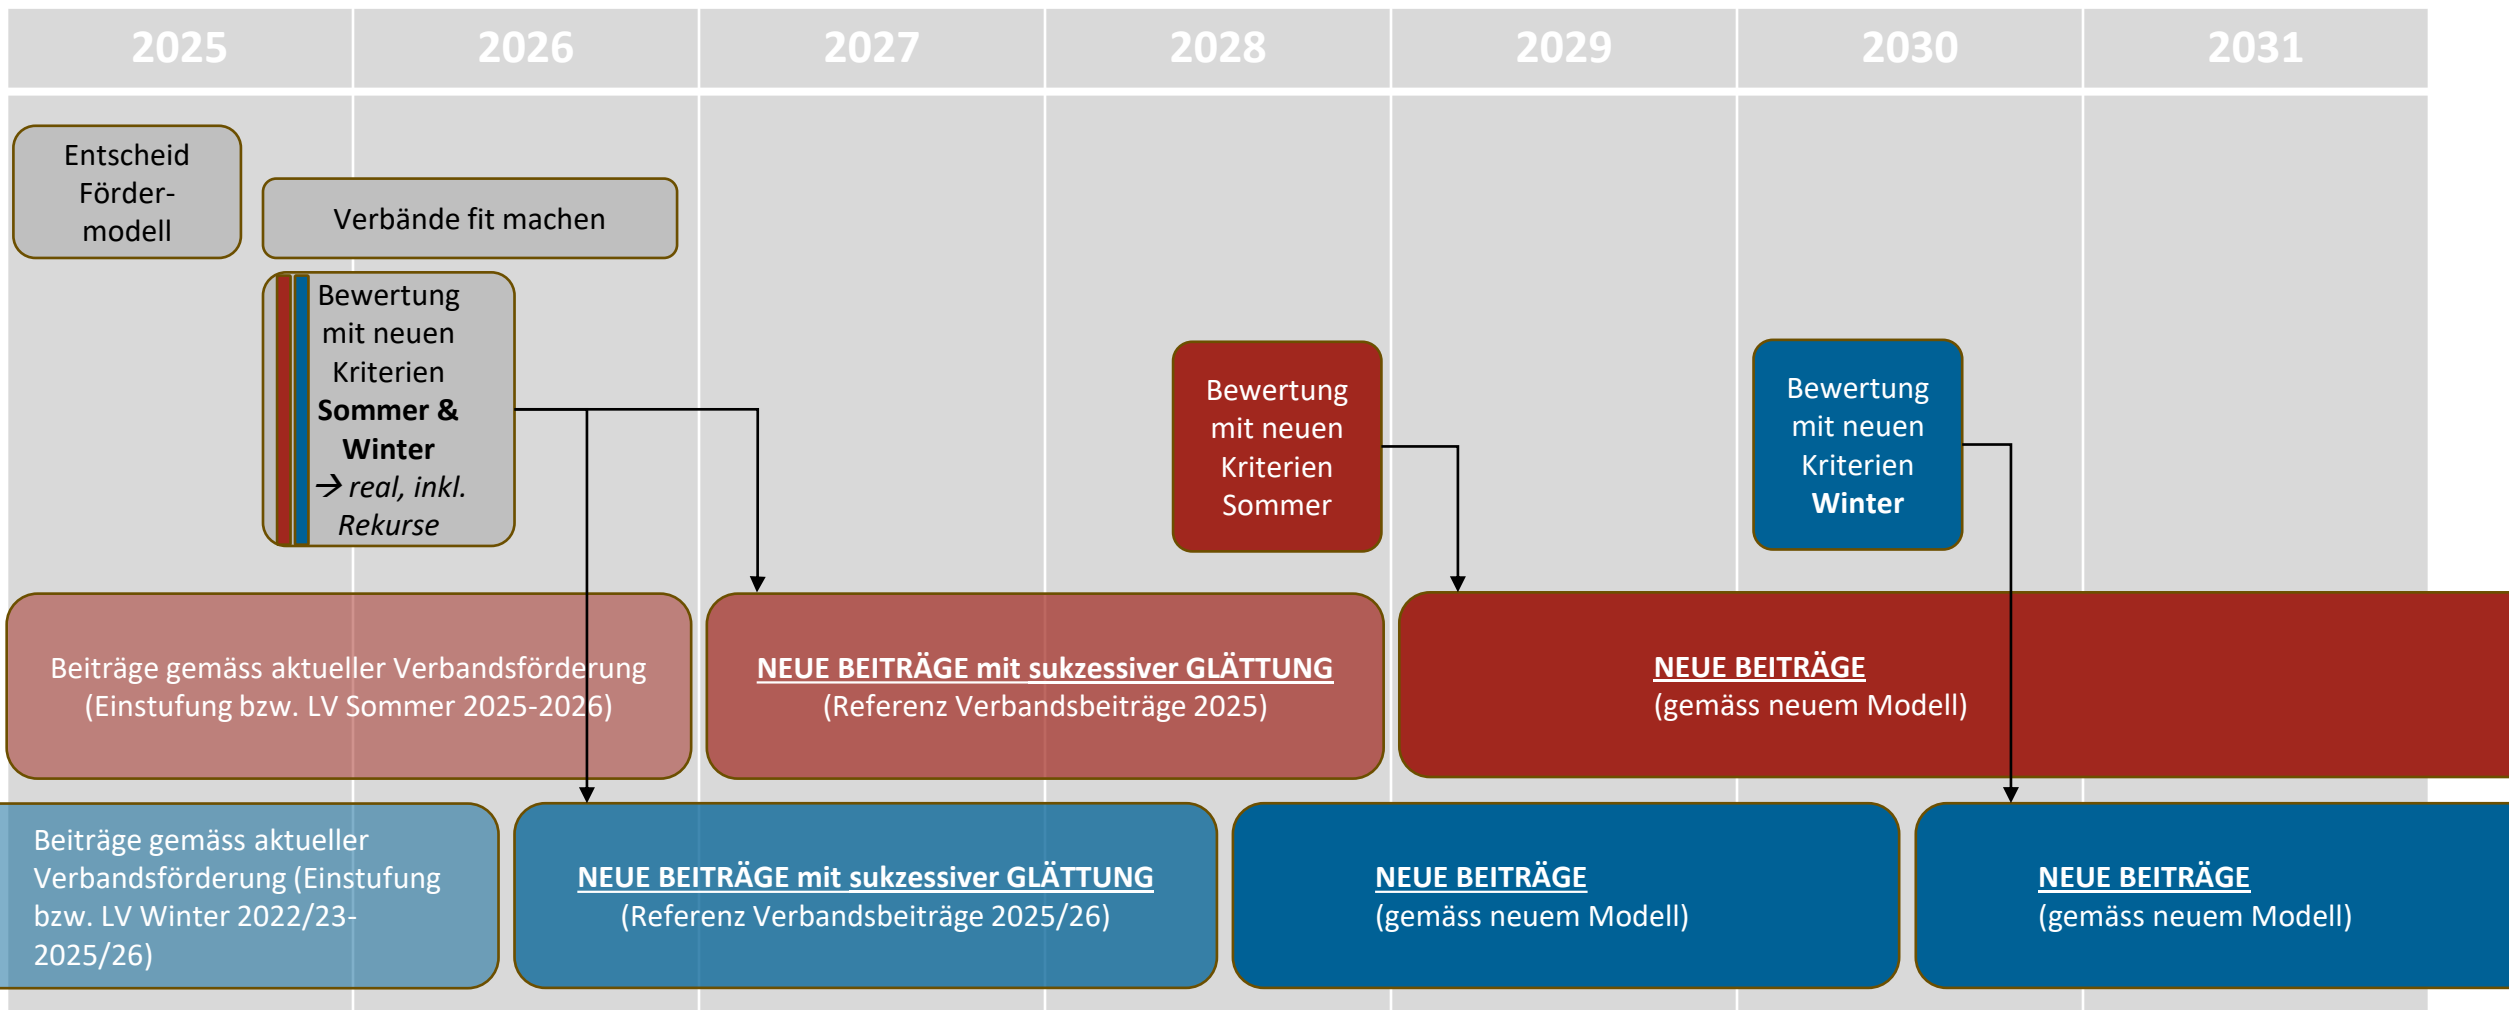 2025
2026
2027
2028
2029
2030
2031
Entscheid
Förder-
modell
Verbände fit machen
Bewertung
mit neuen
Kriterien
Sommer &
Winter
→ real, inkl.
Rekurse
Bewertung
mit neuen
Kriterien
Sommer
Bewertung
mit neuen
Kriterien
Winter
Beiträge gemäss aktueller Verbandsförderung
(Einstufung bzw. LV Sommer 2025-2026)
NEUE BEITRÄGE mit sukzessiver GLÄTTUNG
(Referenz Verbandsbeiträge 2025)
NEUE BEITRÄGE
(gemäss neuem Modell)
Beiträge gemäss aktueller
Verbandsförderung (Einstufung
bzw. LV Winter 2022/23-
2025/26)
NEUE BEITRÄGE mit sukzessiver GLÄTTUNG
(Referenz Verbandsbeiträge 2025/26)
NEUE BEITRÄGE
(gemäss neuem Modell)
NEUE BEITRÄGE
(gemäss neuem Modell)